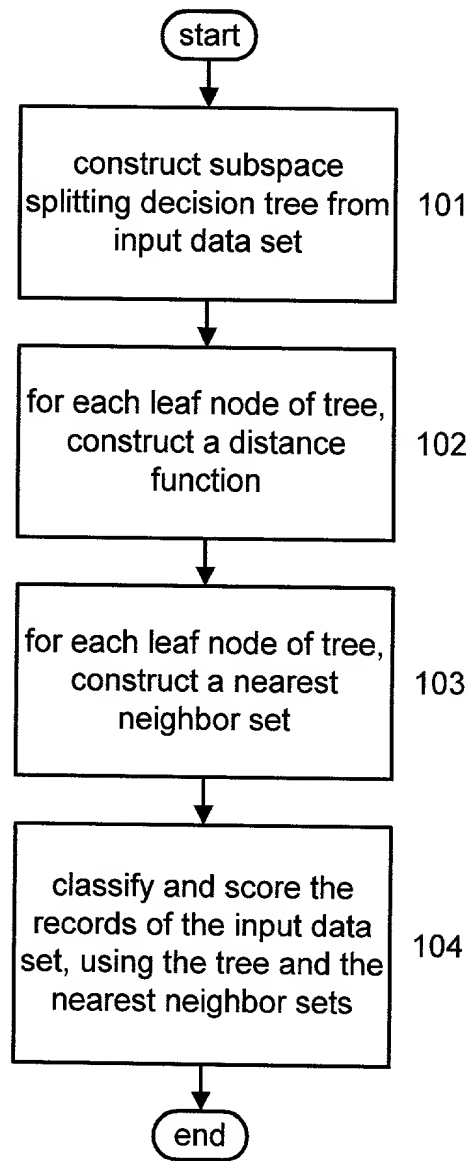 start
construct subspace
splitting decision tree from
input data set
101
for each leaf node of tree,
construct a distance
function
102
for each leaf node of tree,
construct a nearest
neighbor set
103
classify and score the
records of the input data
set, using the tree and the
nearest neighbor sets
104
end